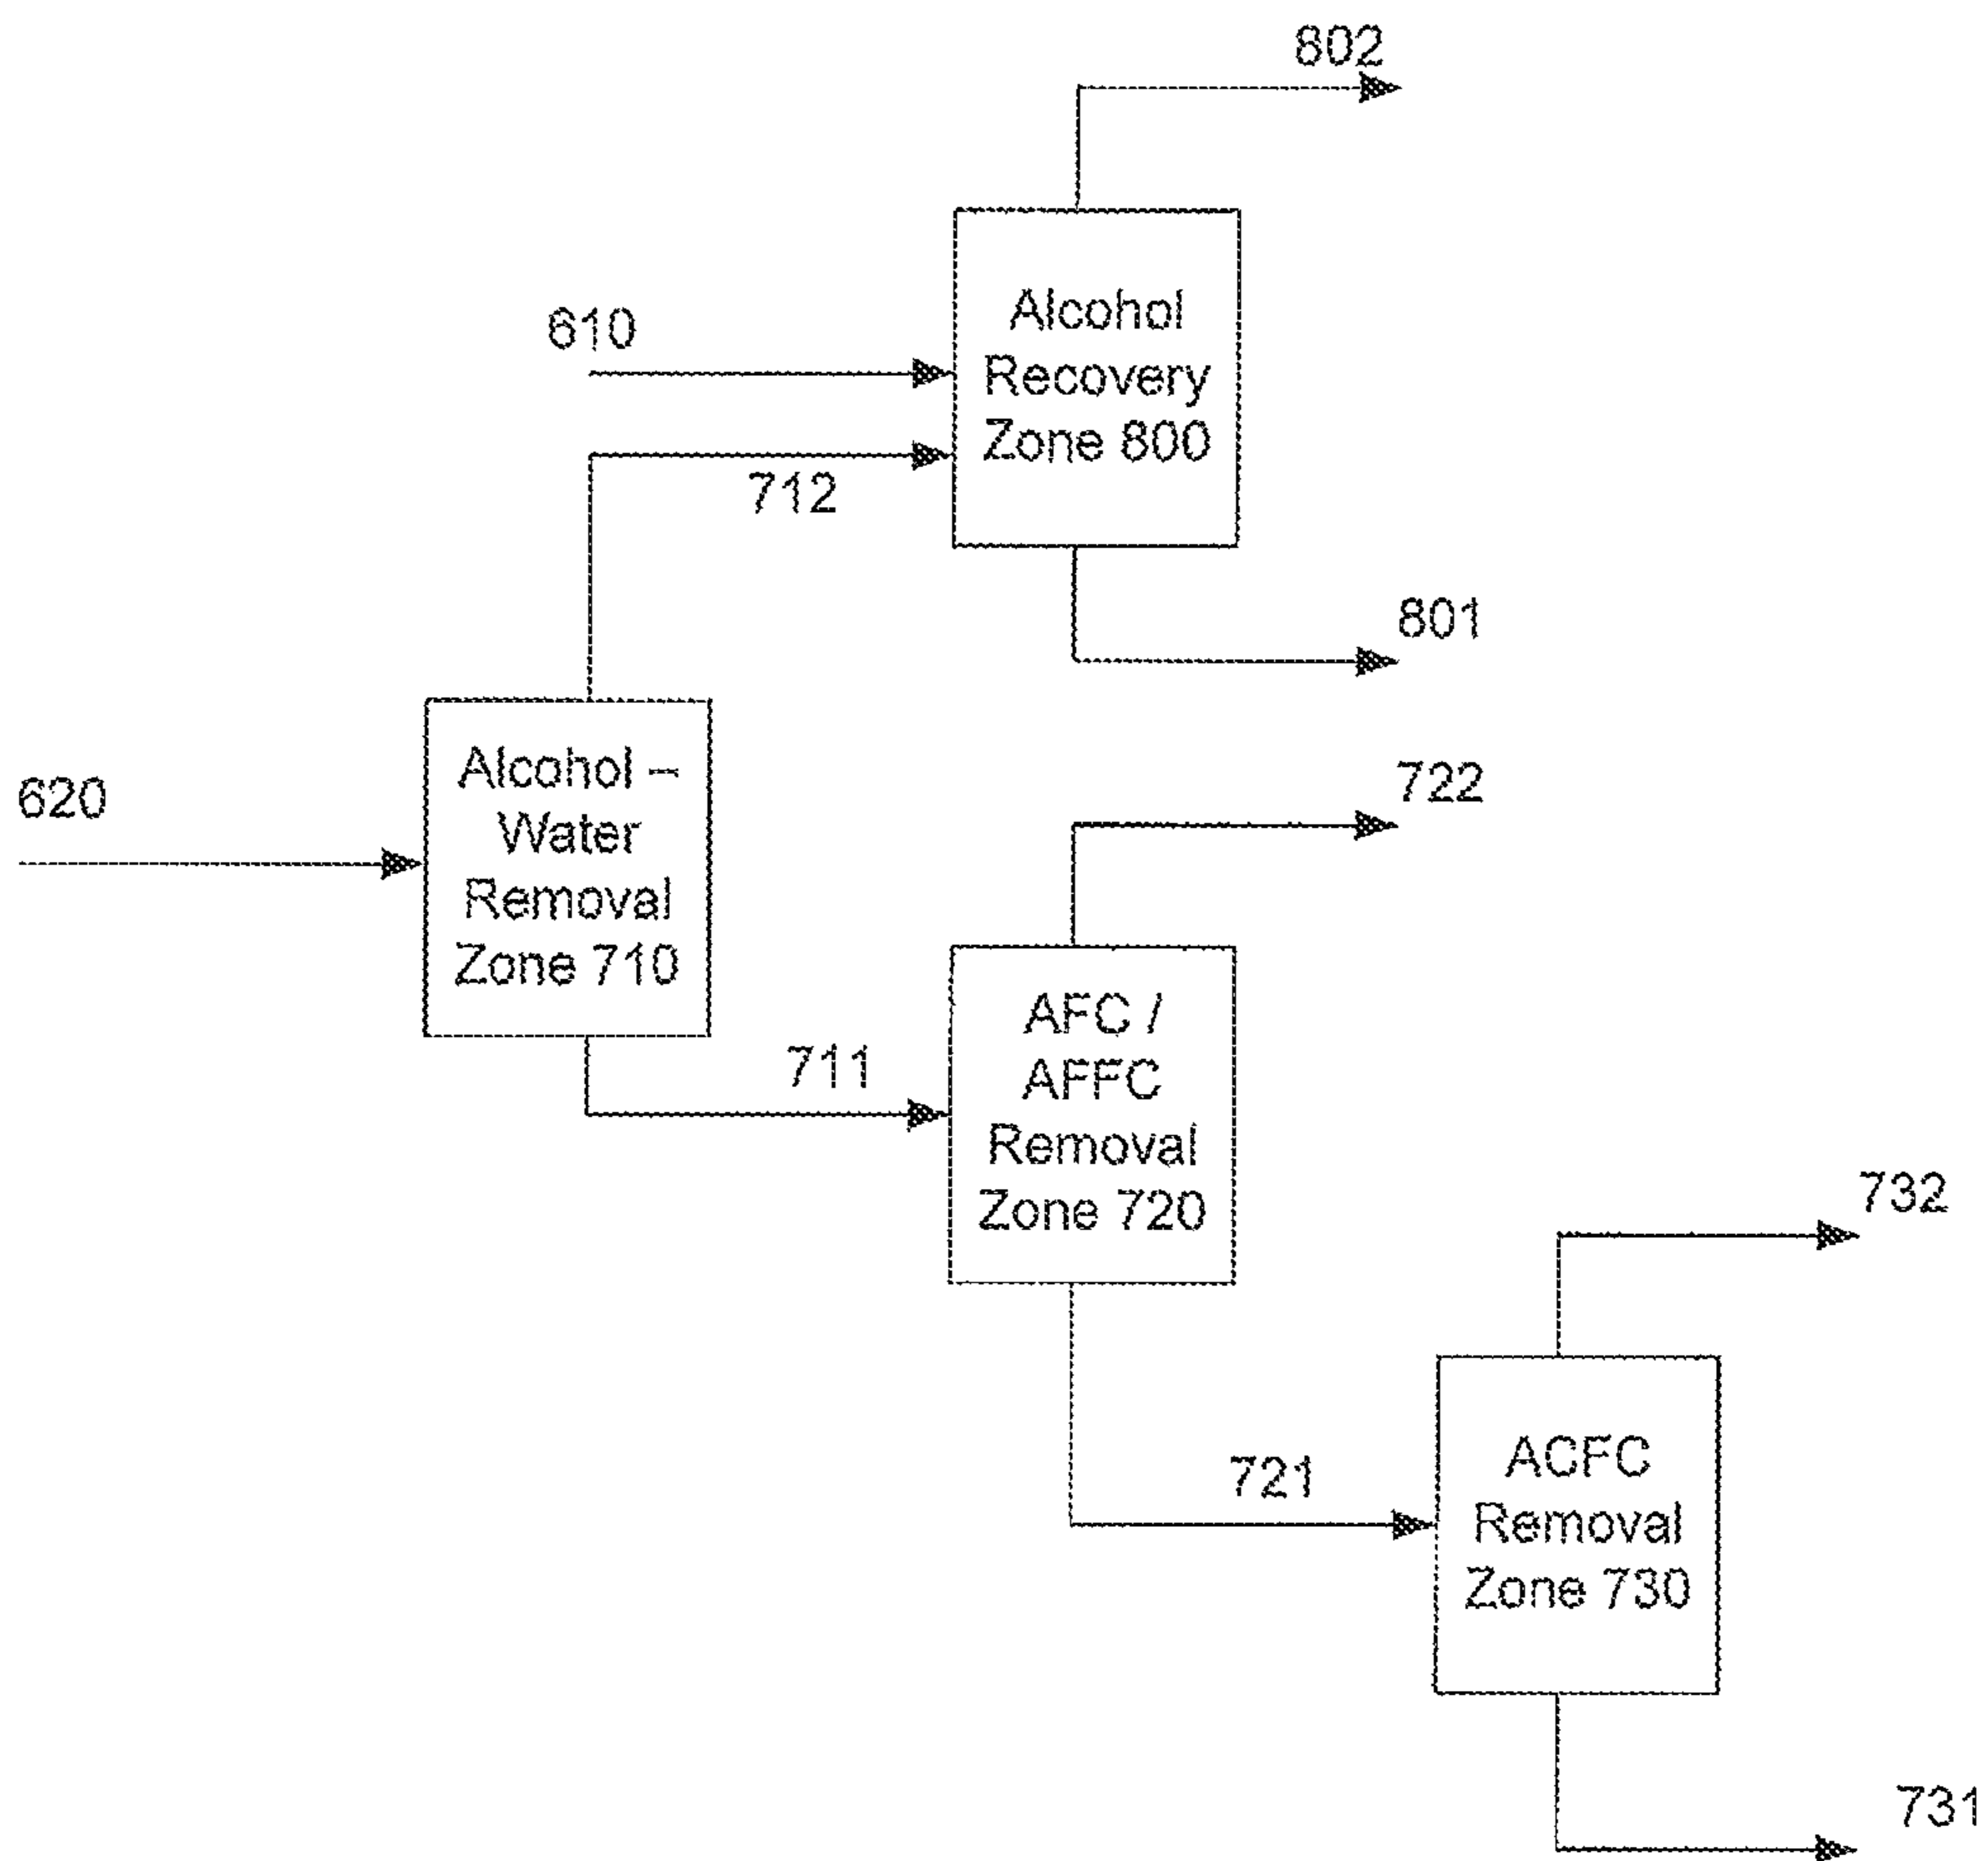 802
610
Alcohol
Recovery
Zone 800
712
801
620
Alcohol –
Water
Removal
Zone 710
722
711
AFC /
AFFC
Removal
Zone 720
732
721
ACFC
Removal
Zone 730
731